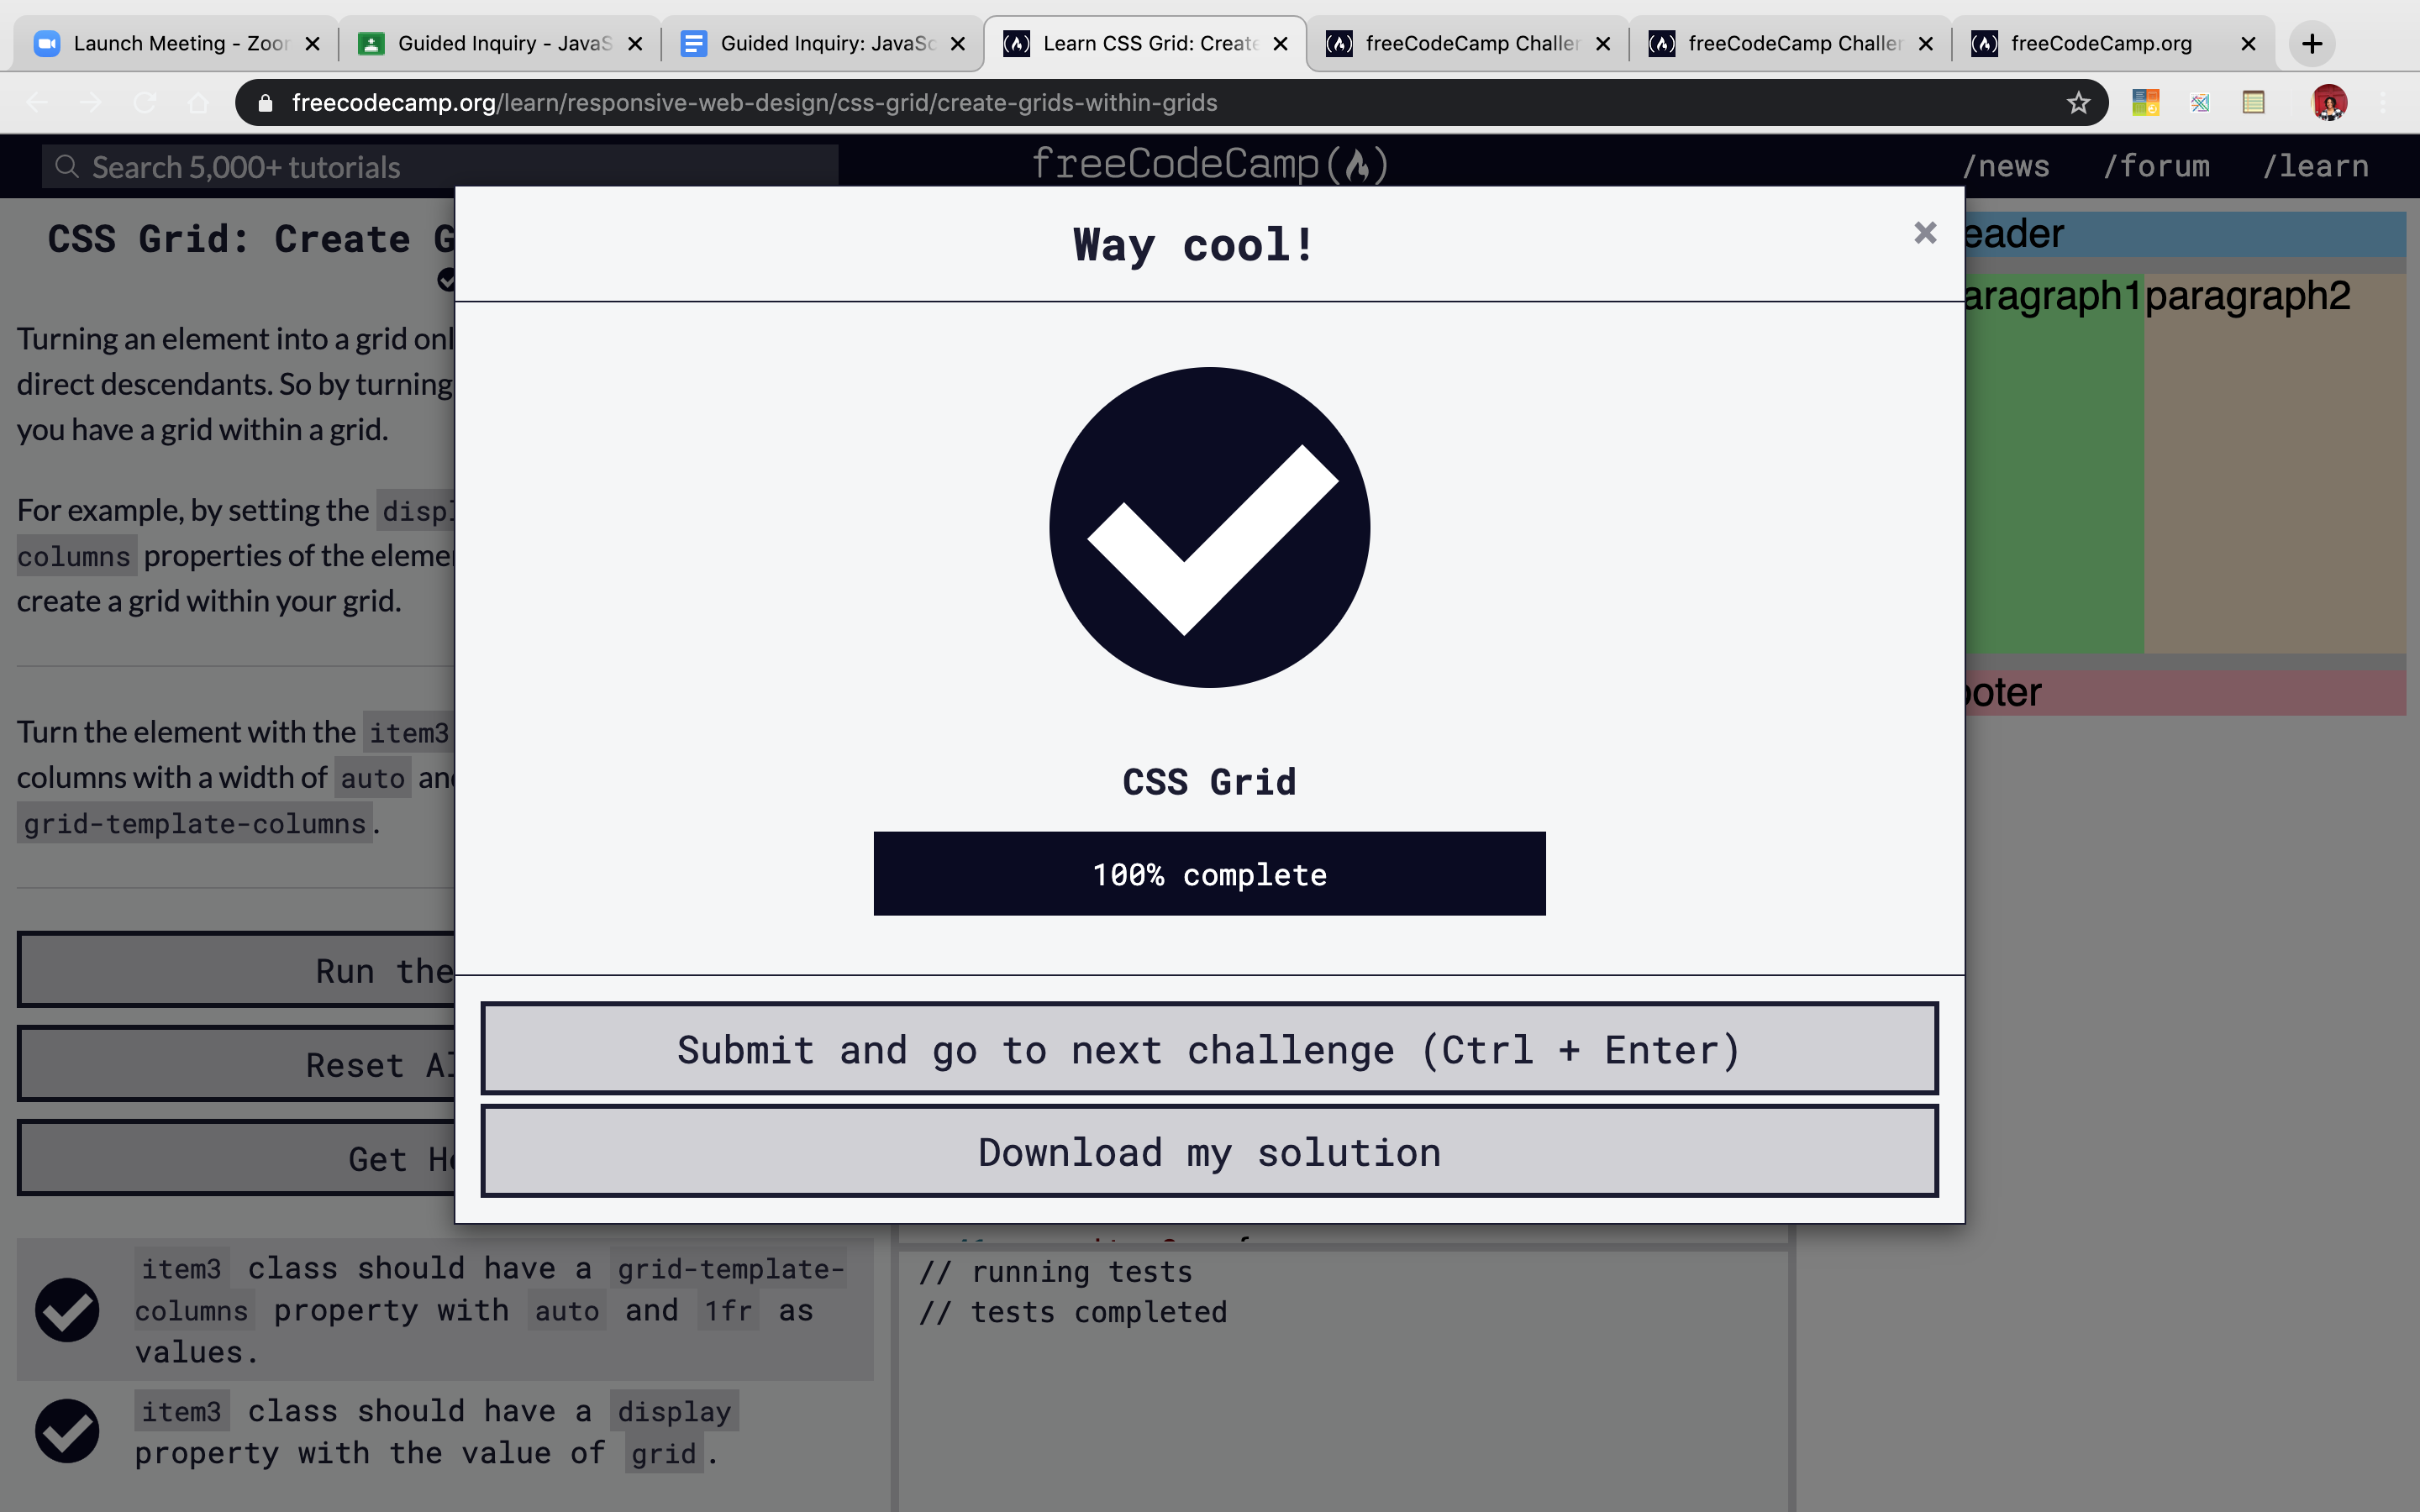 Launch Meeting - Zoor
Guided Inquiry - JavaS
Guided Inquiry: JavaSc
Learn CSS Grid: Create
freeCodeCamp Challer
freeCodeCamp Challer
freeCodeCamp.org
freecodecamp.org/learn/responsive-web-design/css-grid/create-grids-within-grids
Search 5,000+ tutorials
freeCodeCamp
/news
/forum
/learn
CSS Grid: Create G
Turning an element into a grid onl
direct descendants. So by turning
you have a grid within a grid.
For example, by setting the displ
columns properties of the elemen
create a grid within your grid.
Turn the element with the item3
columns with a width of auto and
grid-template-columns.
Run the
Reset Al
Get He
item3 class should have a grid-template-
columns property with auto and 1fr as
values.
item3 class should have a display
property with the value of grid.
Way cool!
CSS Grid
100% complete
Submit and go to next challenge (Ctrl + Enter)
Download my solution
// running tests
// tests completed
eader
aragraph1
paragraph2
ooter